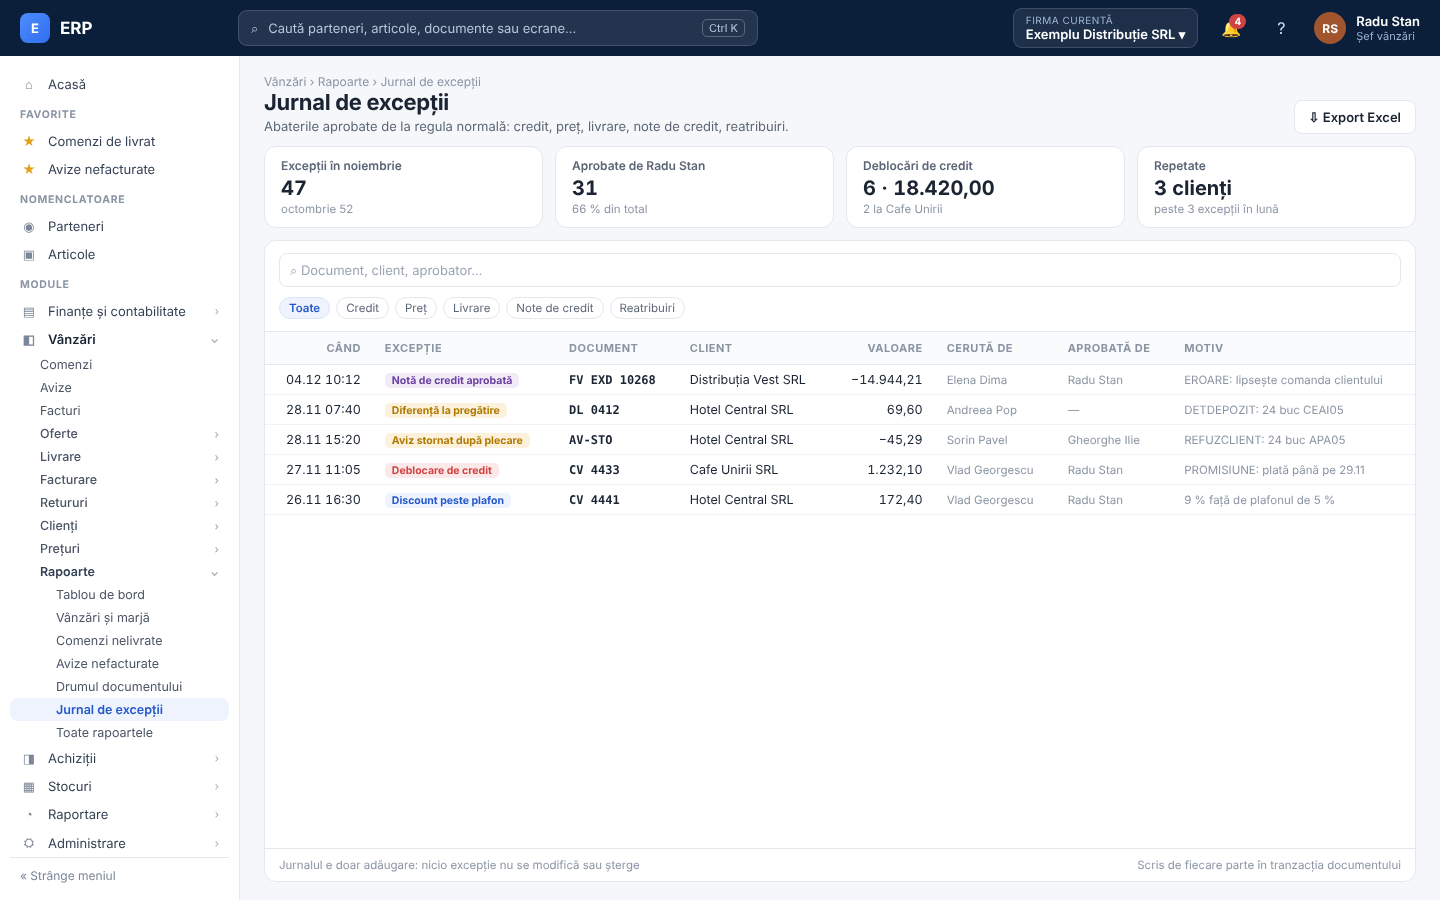 E ERP
Caută parteneri, articole, documente sau ecrane... Ctrl K
FIRMA CURENTĂ
Exemplu Distribuție SRL ▾
4
?
RS
Radu Stan
Șef vânzări
Acasă
FAVORITE
★ Comenzi de livrat
★ Avize nefacturate
NOMENCLATOARE
Parteneri
Articole
MODULE
Finanțe și contabilitate ›
Vânzări
Comenzi
Avize
Facturi
Oferte ›
Livrare ›
Facturare ›
Retururi ›
Clienți ›
Prețuri ›
Rapoarte
Tablou de bord
Vânzări și marjă
Comenzi nelivrate
Avize nefacturate
Drumul documentului
Jurnal de excepții
Toate rapoartele
Achiziții ›
Stocuri ›
Raportare ›
Administrare ›
« Strânge meniul
Vânzări › Rapoarte › Jurnal de excepții
Jurnal de excepții
Abaterile aprobate de la regula normală: credit, preț, livrare, note de credit, reatribuiri.
⇩ Export Excel
Excepții în noiembrie
47
octombrie 52
Aprobate de Radu Stan
31
66 % din total
Deblocări de credit
6 · 18.420,00
2 la Cafe Unirii
Repetate
3 clienți
peste 3 excepții în lună
Document, client, aprobator...
Toate Credit Preț Livrare Note de credit Reatribuiri
CÂND EXCEPȚIE DOCUMENT CLIENT VALOARE CERUTĂ DE APROBATĂ DE MOTIV
04.12 10:12 Notă de credit aprobată FV EXD 10268 Distribuția Vest SRL −14.944,21 Elena Dima Radu Stan EROARE: lipsește comanda clientului
28.11 07:40 Diferență la pregătire DL 0412 Hotel Central SRL 69,60 Andreea Pop — DETDEPOZIT: 24 buc CEAI05
28.11 15:20 Aviz stornat după plecare AV-STO Hotel Central SRL −45,29 Sorin Pavel Gheorghe Ilie REFUZCLIENT: 24 buc APA05
27.11 11:05 Deblocare de credit CV 4433 Cafe Unirii SRL 1.232,10 Vlad Georgescu Radu Stan PROMISIUNE: plată până pe 29.11
26.11 16:30 Discount peste plafon CV 4441 Hotel Central SRL 172,40 Vlad Georgescu Radu Stan 9 % față de plafonul de 5 %
Jurnalul e doar adăugare: nicio excepție nu se modifică sau șterge
Scris de fiecare parte în tranzacția documentului